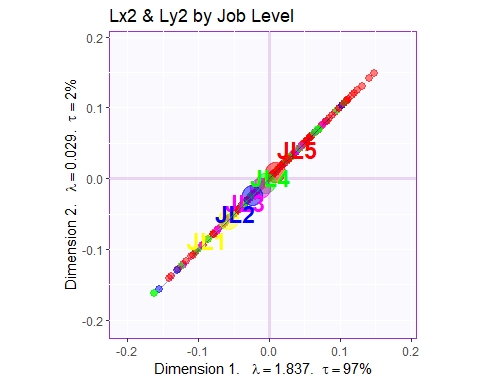 Lx2 & Ly2 by Job Level
0.2
0.1
0.0
-0.1
-0.2
Dimension 2. λ = 0.029. τ = 2%
JL5
JL4
JL3
JL2
JL1
-0.2 -0.1 0.0 0.1 0.2
Dimension 1. λ = 1.837. τ = 97%